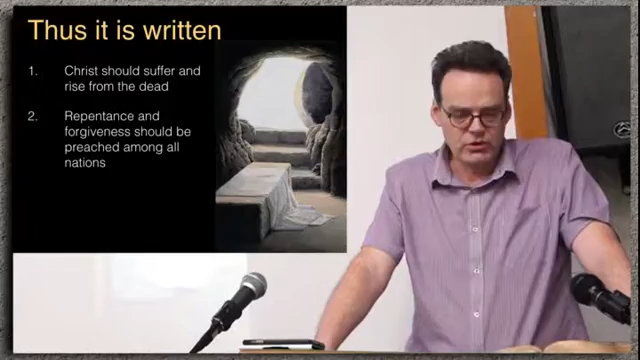 Thus it is written
1. Christ should suffer and
rise from the dead
2. Repentance and
forgiveness should be
preached among all
nations